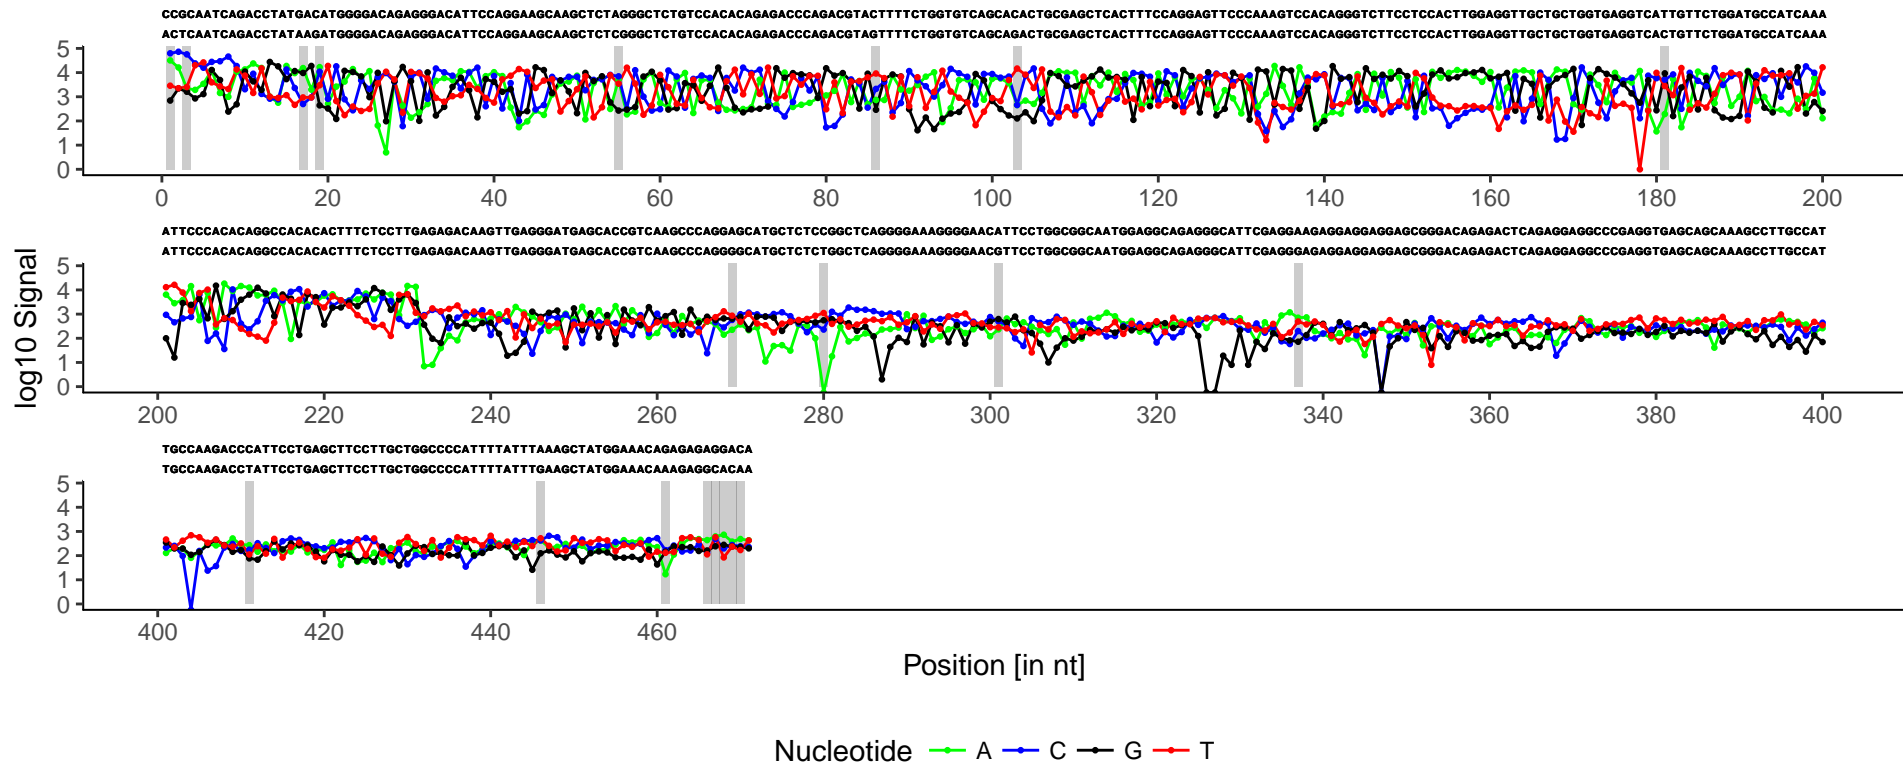 CCGCAATCAGACCTATGACATGGGGACAGAGGGACATTCCAGGAAGCAAGCTCTAGGGCTCTGTCCACACAGAGACCCAGACGTACTTTTCTGGTGTCAGCACACTGCGAGCTCACTTTCCAGGAGTTCCCAAAGTCCACAGGGTCTTCCTCCACTTGGAGGTTGCTGCTGGTGAGGTCATTGTTCTGGATGCCATCAAA
ACTCAATCAGACCTATAAGATGGGGACAGAGGGACATTCCAGGAAGCAAGCTCTCGGGCTCTGTCCACACAGAGACCCAGACGTAGTTTTCTGGTGTCAGCAGACTGCGAGCTCACTTTCCAGGAGTTCCCAAAGTCCACAGGGTCTTCCTCCACTTGGAGGTTGCTGCTGGTGAGGTCACTGTTCTGGATGCCATCAAA
5
4
3
2
1
0
0 20 40 60 80 100 120 140 160 180 200
ATTCCCACACAGGCCACACACTTTCTCCTTGAGAGACAAGTTGAGGGATGAGCACCGTCAAGCCCAGGAGCATGCTCTCCGGCTCAGGGGAAAGGGGAACATTCCTGGCGGCAATGGAGGCAGAGGGCATTCGAGGAAGAGGAGGAGGAGCGGGACAGAGACTCAGAGGAGGCCCGAGGTGAGCAGCAAAGCCTTGCCAT
ATTCCCACACAGGCCACACACTTTCTCCTTGAGAGACAAGTTGAGGGATGAGCACCGTCAAGCCCAGGGGCATGCTCTCTGGCTCAGGGGAAAGGGGAACGTTCCTGGCGGCAATGGAGGCAGAGGGCATTCGAGGGAGAGGAGGAGGAGCGGGACAGAGACTCAGAGGAGGCCCGAGGTGAGCAGCAAAGCCTTGCCAT
log10 Signal
5
4
3
2
1
0
200 220 240 260 280 300 320 340 360 380 400
TGCCAAGACCCATTCCTGAGCTTCCTTGCTGGCCCCATTTTATTTAAAGCTATGGAAACAGAGAGAGGACA
TGCCAAGACCTATTCCTGAGCTTCCTTGCTGGCCCCATTTTATTTGAAGCTATGGAAACAAAGAGGCACAA
5
4
3
2
1
0
400 420 440 460
Position [in nt]
Nucleotide A C G T